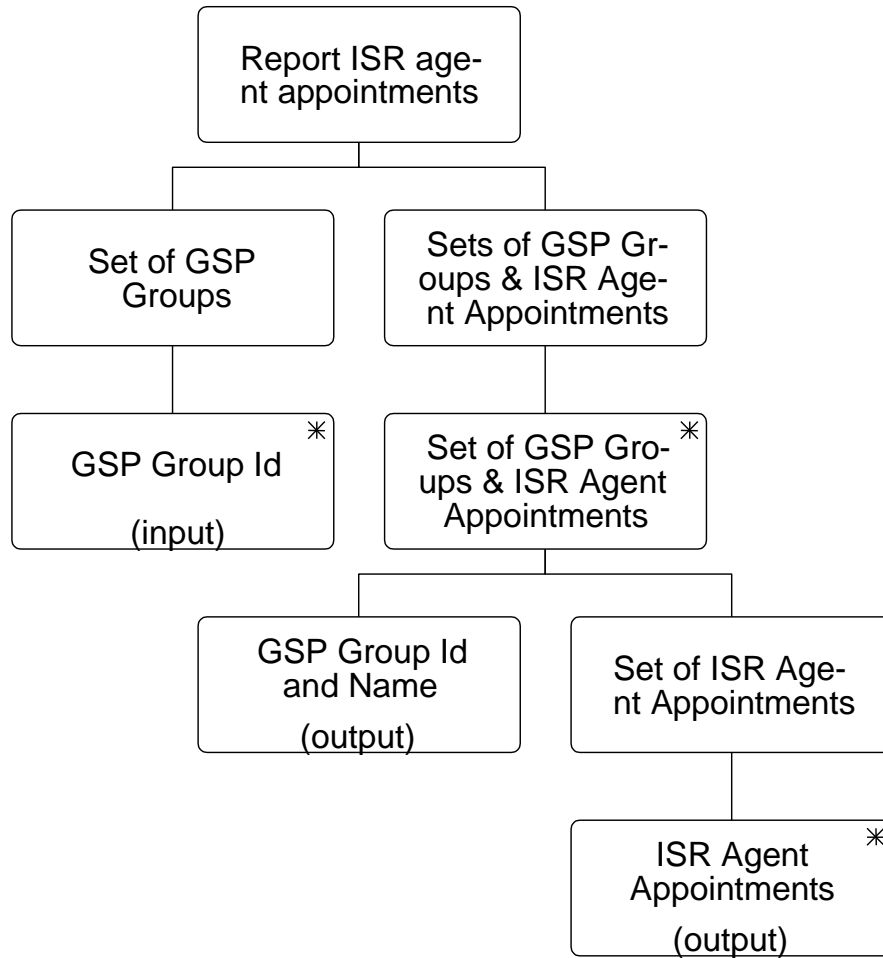 Report ISR age-
nt appointments
Set of GSP
Groups
Sets of GSP Gr-
oups & ISR Age-
nt Appointments
GSP Group Id
(input)
Set of GSP Gro-
ups & ISR Agent
Appointments
GSP Group Id
and Name
(output)
Set of ISR Age-
nt Appointments
ISR Agent
Appointments
(output)